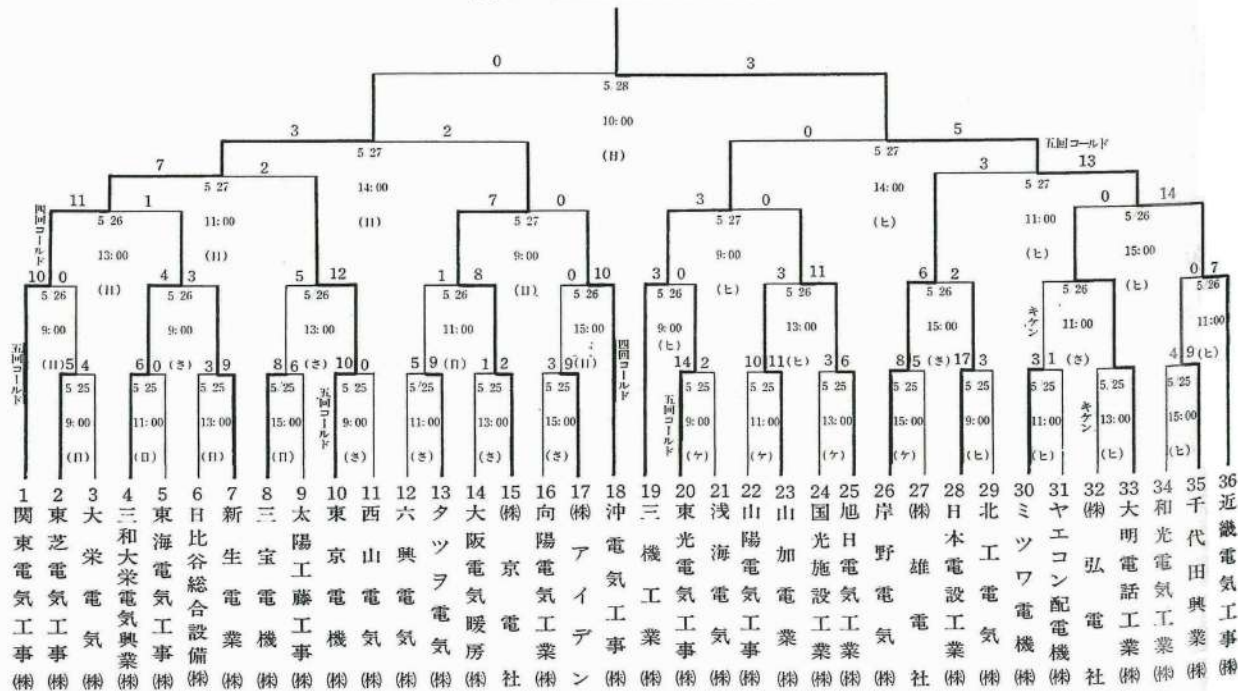 0 3
5 28
10:00
(日)
3 2
0 5
5 27
14:00
(日)
5 27
14:00
(ヒ)
五回コールド
7 2
7 0
3 0
3 13
5 27
11:00
(日)
5 27
9:00
(日)
5 27
9:00
(ヒ)
5 27
11:00
(ヒ)
四回コールド
11 1
5 26
13:00
(日)
0 14
5 26
15:00
(ヒ)
10 0
4 3
5 12
1 8
0 10
3 0
3 11
6 2
0 7
5 26
9:00
(日)
5 26
9:00
(さ)
5 26
13:00
(さ)
5 26
11:00
(日)
5 26
15:00
5 26
9:00
(ヒ)
5 26
13:00
(ヒ)
5 26
15:00
(さ)
キケン
5 26
11:00
(さ)
5 26
11:00
(ヒ)
五回コールド
5 4
6 0
3 9
8 6
五回コールド
10 0
5 9
1 2
3 9
四回コールド
五回コールド
14 2
10 11
3 6
8 5
17 3
3 1
キケン
4 9
5 25
9:00
(日)
5 25
11:00
(日)
5 25
13:00
(日)
5 25
15:00
(日)
5 25
9:00
(さ)
5 25
11:00
(さ)
5 25
13:00
(さ)
5 25
15:00
(さ)
5 25
9:00
(ケ)
5 25
11:00
(ケ)
5 25
13:00
(ケ)
5 25
15:00
(ケ)
5 25
9:00
(ヒ)
5 25
11:00
(ヒ)
5 25
13:00
(ヒ)
5 25
15:00
(ヒ)
1 関東電気工事(株)
2 東芝電気工事(株)
3 大栄電気(株)
4 三和大栄電気興業(株)
5 東海電気工事(株)
6 日比谷総合設備(株)
7 新生電業(株)
8 三宝電機(株)
9 太陽工藤工事(株)
10 東京電機(株)
11 西山電気(株)
12 六興電気(株)
13 タツヲ電気(株)
14 大阪電気暖房(株)
15 (株)京電社
16 向陽電気工業(株)
17 (株)アイデン
18 沖電気工事(株)
19 三機工業(株)
20 東光電気工事(株)
21 浅海電気(株)
22 山陽電気工事(株)
23 山加電業(株)
24 国光施設工業(株)
25 旭日電気工業(株)
26 岸野電気(株)
27 (株)雄電社
28 日本電設工業(株)
29 北工電気(株)
30 ミツワ電機(株)
31 ヤエコン配電機(株)
32 (株)弘電社
33 大明電話工業(株)
34 和光電気工業(株)
35 千代田興業(株)
36 近畿電気工事(株)